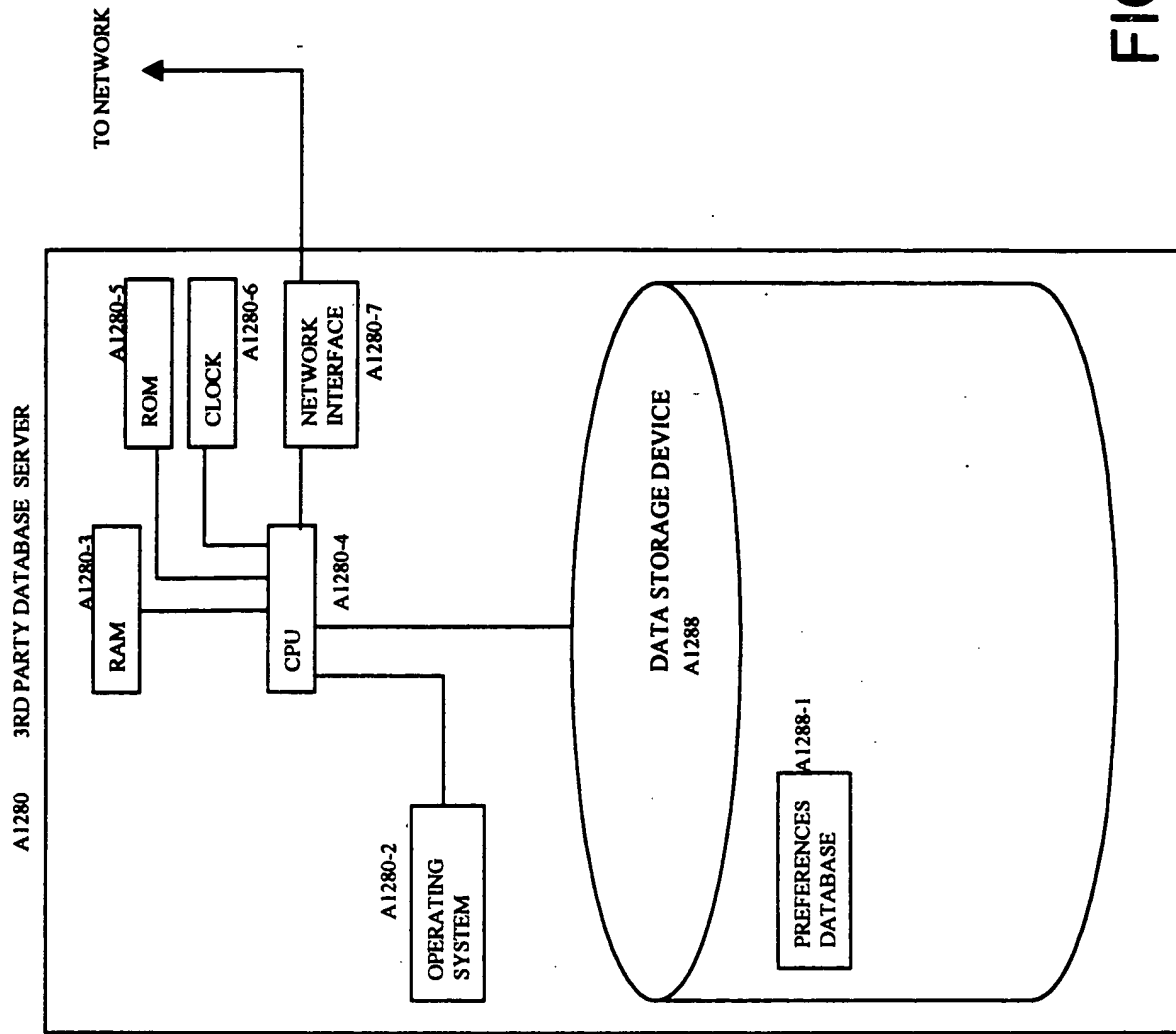 A1280 3RD PARTY DATABASE SERVER
TO NETWORK
A1280-3
RAM
A1280-5
ROM
CLOCK
A1280-6
CPU
A1280-4
NETWORK
INTERFACE
A1280-7
A1280-2
OPERATING
SYSTEM
DATA STORAGE DEVICE
A1288
A1288-1
PREFERENCES
DATABASE